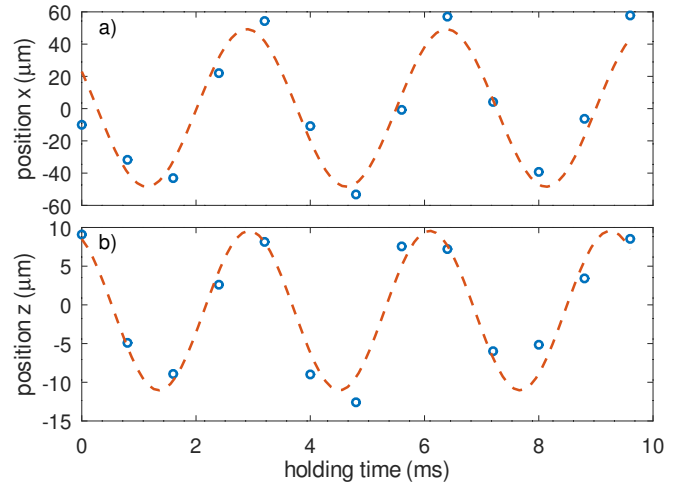 60
a)
40
20
0
-20
-40
-60
position x (μm)
10
b)
5
0
-5
-10
-15
position z (μm)
0 2 4 6 8 10
holding time (ms)